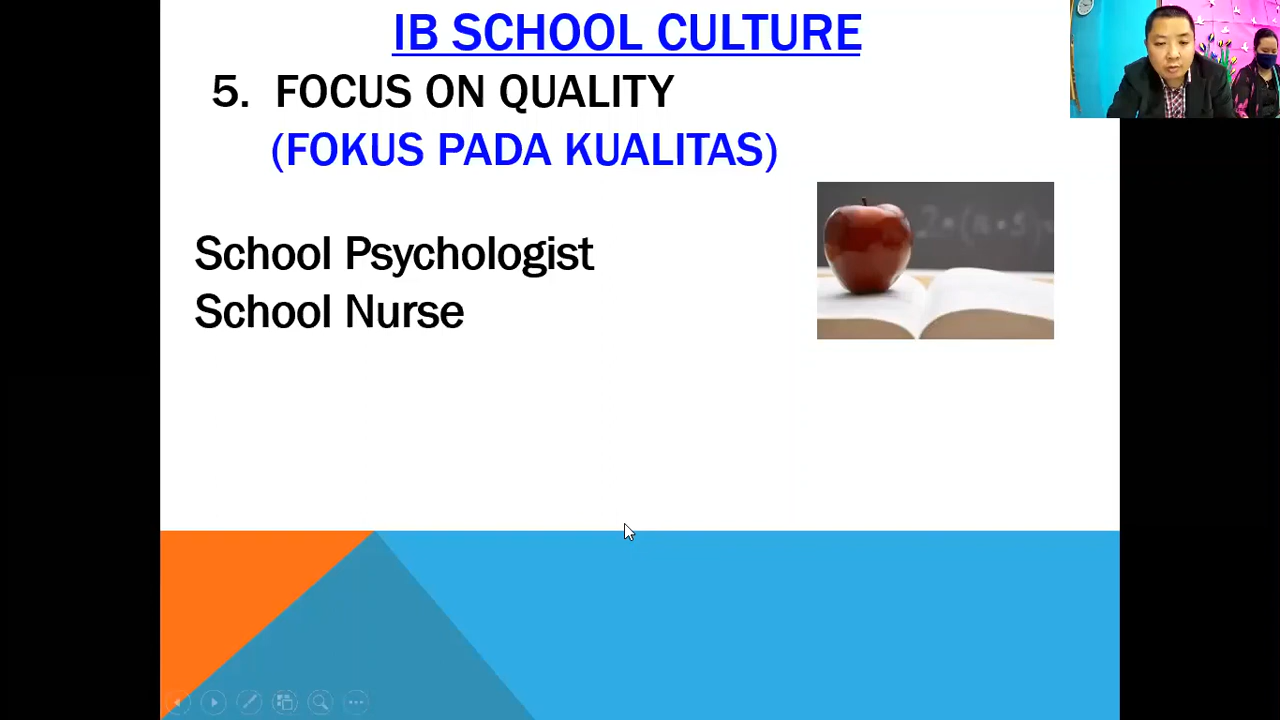 IB SCHOOL CULTURE
5. FOCUS ON QUALITY
(FOKUS PADA KUALITAS)
School Psychologist
School Nurse